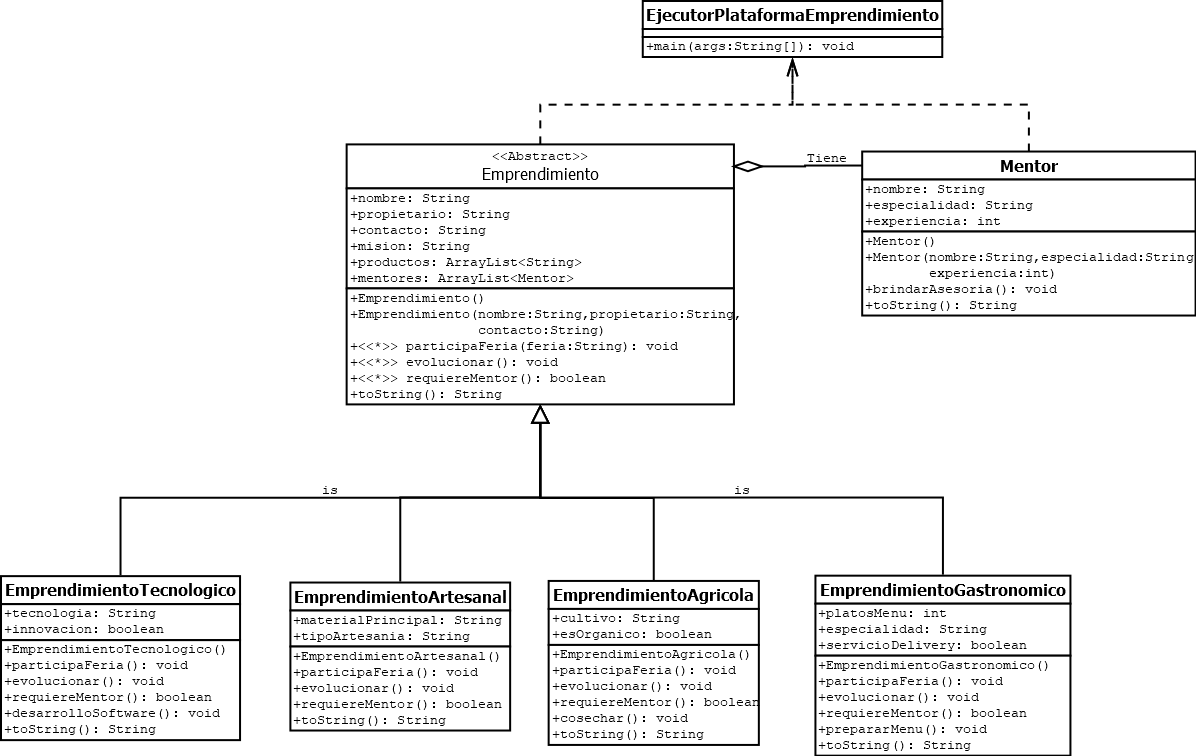 EjecutorPlataformaEmprendimiento
+main(args:String[]): void
<<Abstract>>
Emprendimiento
+nombre: String
+propietario: String
+contacto: String
+mision: String
+productos: ArrayList<String>
+mentores: ArrayList<Mentor>
+Emprendimiento()
+Emprendimiento(nombre:String,propietario:String,
contacto:String)
+<<*>> participaFeria(feria:String): void
+<<*>> evolucionar(): void
+<<*>> requiereMentor(): boolean
+toString(): String
Tiene
Mentor
+nombre: String
+especialidad: String
+experiencia: int
+Mentor()
+Mentor(nombre:String,especialidad:String
experiencia:int)
+brindarAsesoria(): void
+toString(): String
is
is
EmprendimientoTecnologico
+tecnologia: String
+innovacion: boolean
+EmprendimientoTecnologico()
+participaFeria(): void
+evolucionar(): void
+requiereMentor(): boolean
+desarrolloSoftware(): void
+toString(): String
EmprendimientoArtesanal
+materialPrincipal: String
+tipoArtesania: String
+EmprendimientoArtesanal()
+participaFeria(): void
+evolucionar(): void
+requiereMentor(): boolean
+toString(): String
EmprendimientoAgricola
+cultivo: String
+esOrganico: boolean
+EmprendimientoAgricola()
+participaFeria(): void
+evolucionar(): void
+requiereMentor(): boolean
+cosechar(): void
+toString(): String
EmprendimientoGastronomico
+platosMenu: int
+especialidad: String
+servicioDelivery: boolean
+EmprendimientoGastronomico()
+participaFeria(): void
+evolucionar(): void
+requiereMentor(): boolean
+prepararMenu(): void
+toString(): String